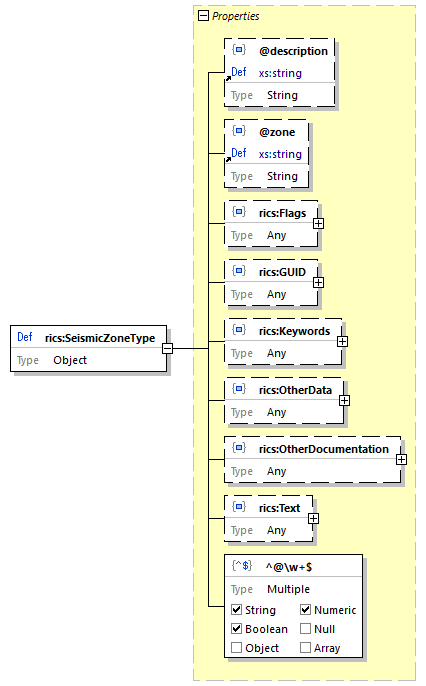 Properties
@description
Def xs:string
Type String
@zone
Def xs:string
Type String
rics:Flags
Type Any
rics:GUID
Type Any
Def rics:SeismicZoneType
Type Object
rics:Keywords
Type Any
rics:OtherData
Type Any
rics:OtherDocumentation
Type Any
rics:Text
Type Any
{^$} ^@\w+$
Type Multiple
String Numeric
Boolean Null
Object Array